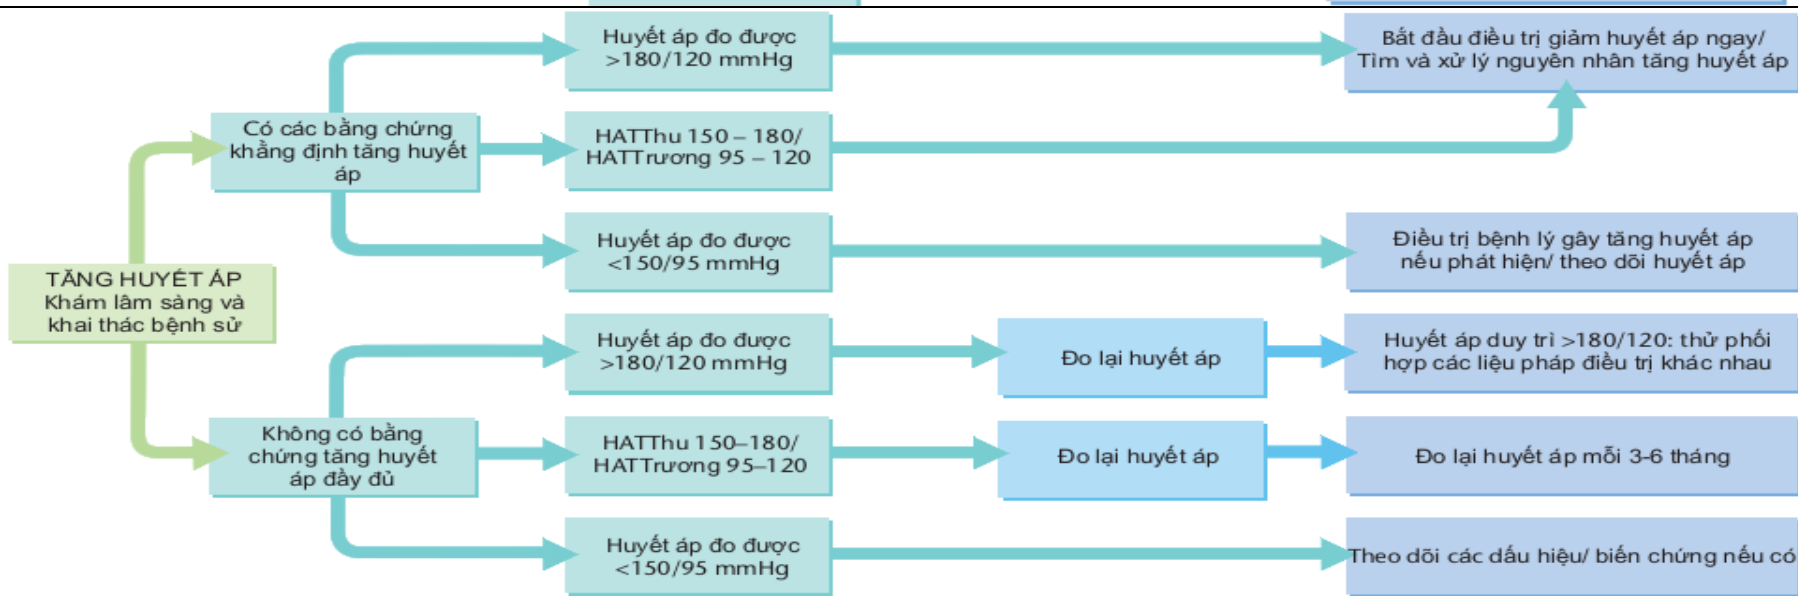 Huyết áp đo được
>180/120 mmHg
Bắt đầu điều trị giảm huyết áp ngay/
Tìm và xử lý nguyên nhân tăng huyết áp
Có các bằng chứng
khẳng định tăng huyết
áp
HATThu 150 – 180/
HATTrương 95 – 120
Huyết áp đo được
<150/95 mmHg
Điều trị bệnh lý gây tăng huyết áp
nếu phát hiện/ theo dõi huyết áp
TĂNG HUYẾT ÁP
Khám lâm sàng và
khai thác bệnh sử
Huyết áp đo được
>180/120 mmHg
Đo lại huyết áp
Huyết áp duy trì >180/120: thử phối
hợp các liệu pháp điều trị khác nhau
Không có bằng
chứng tăng huyết
áp đầy đủ
HATThu 150–180/
HATTrương 95–120
Đo lại huyết áp
Đo lại huyết áp mỗi 3-6 tháng
Huyết áp đo được
<150/95 mmHg
Theo dõi các dấu hiệu/ biến chứng nếu có